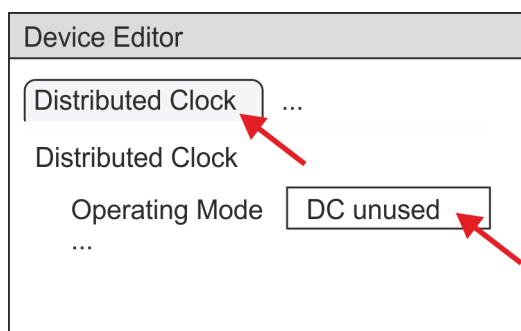 Device Editor
Distributed Clock ...
Distributed Clock
Operating Mode DC unused
...